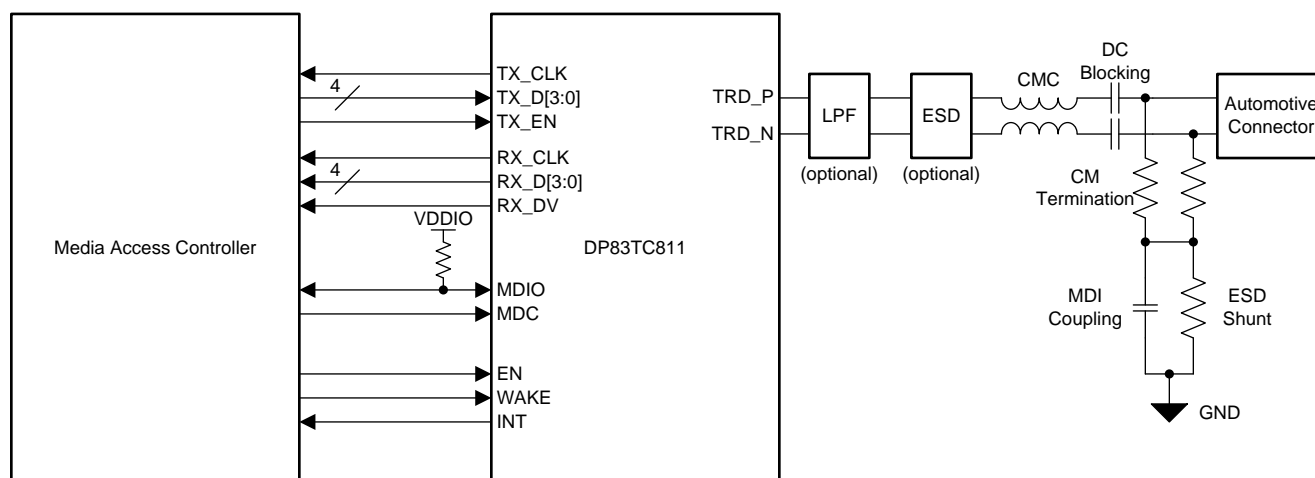 Media Access Controller
TX_CLK
4
TX_D[3:0]
TX_EN
RX_CLK
4
RX_D[3:0]
RX_DV
VDDIO
MDIO
MDC
EN
WAKE
INT
DP83TC811
TRD_P
TRD_N
LPF
(optional)
ESD
(optional)
CMC
DC
Blocking
Automotive
Connector
CM
Termination
MDI
Coupling
ESD
Shunt
GND